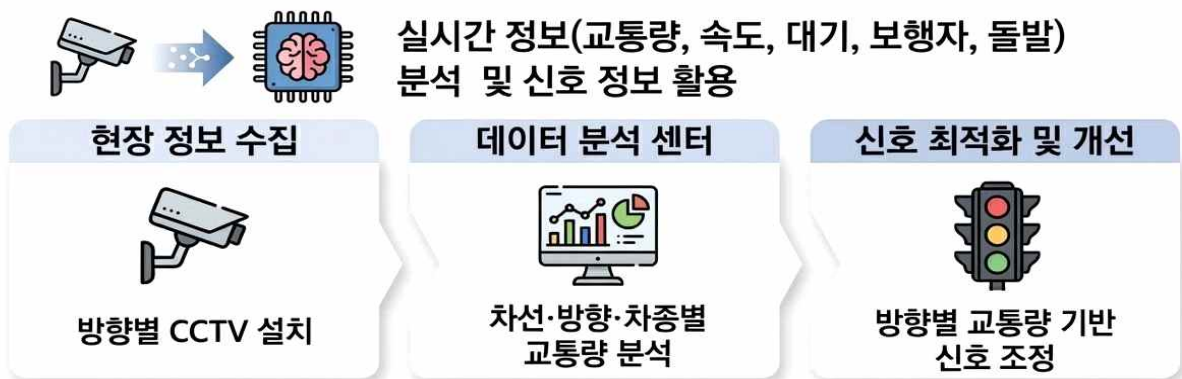 실시간 정보(교통량, 속도, 대기, 보행자, 돌발)
분석 및 신호 정보 활용
현장 정보 수집
방향별 CCTV 설치
데이터 분석 센터
차선·방향·차종별
교통량 분석
신호 최적화 및 개선
방향별 교통량 기반
신호 조정